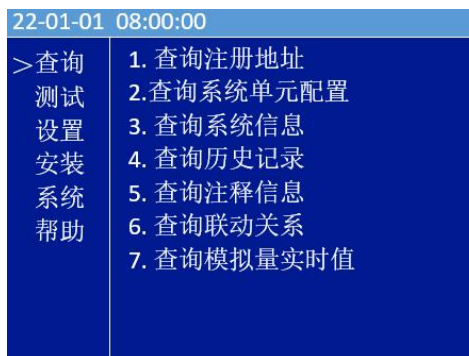 22-01-01 08:00:00
>查询
测试
设置
安装
系统
帮助
1. 查询注册地址
2.查询系统单元配置
3. 查询系统信息
4. 查询历史记录
5. 查询注释信息
6. 查询联动关系
7. 查询模拟量实时值